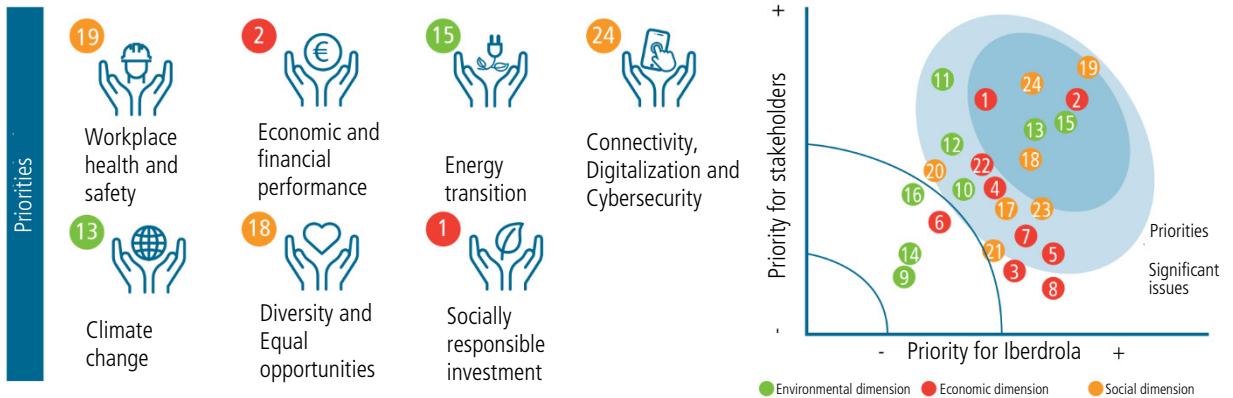 Priorities
19
Workplace
health and
safety
2
€
Economic and
financial
performance
15
Energy
transition
24
Connectivity,
Digitalization and
Cybersecurity
13
Climate
change
18
Diversity and
Equal
opportunities
1
Socially
responsible
investment
Priority for stakeholders
+
-
19
11
24
1
2
15
13
12
18
22
20
10
4
16
17
23
6
7
Priorities
21
5
14
3
Significant
issues
9
8
- Priority for Iberdrola +
Environmental dimension
Economic dimension
Social dimension